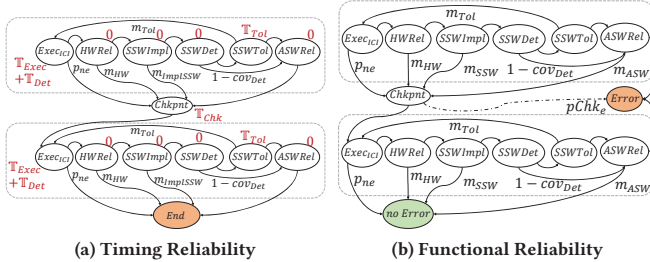 m_Tol 𝕋_Tol m_Tol
0 0 0 0
Exec_ICI HWRel SSWImpl SSWDet SSWTol ASWRel Exec_ICI HWRel SSWImpl SSWDet SSWTol ASWRel
𝕋_Exec
+𝕋_Det
p_ne m_HW m_ImplSSW 1−cov_Det p_ne m_HW m_SSW 1−cov_Det m_ASW
Chkpnt Chkpnt Error
𝕋_Chk pChk_e
m_Tol 𝕋_Tol m_Tol
0 0 0 0
Exec_ICI HWRel SSWImpl SSWDet SSWTol ASWRel Exec_ICI HWRel SSWImpl SSWDet SSWTol ASWRel
𝕋_Exec
+𝕋_Det
p_ne m_HW m_ImplSSW 1−cov_Det p_ne m_HW m_SSW 1−cov_Det m_ASW
End no Error
(a) Timing Reliability (b) Functional Reliability